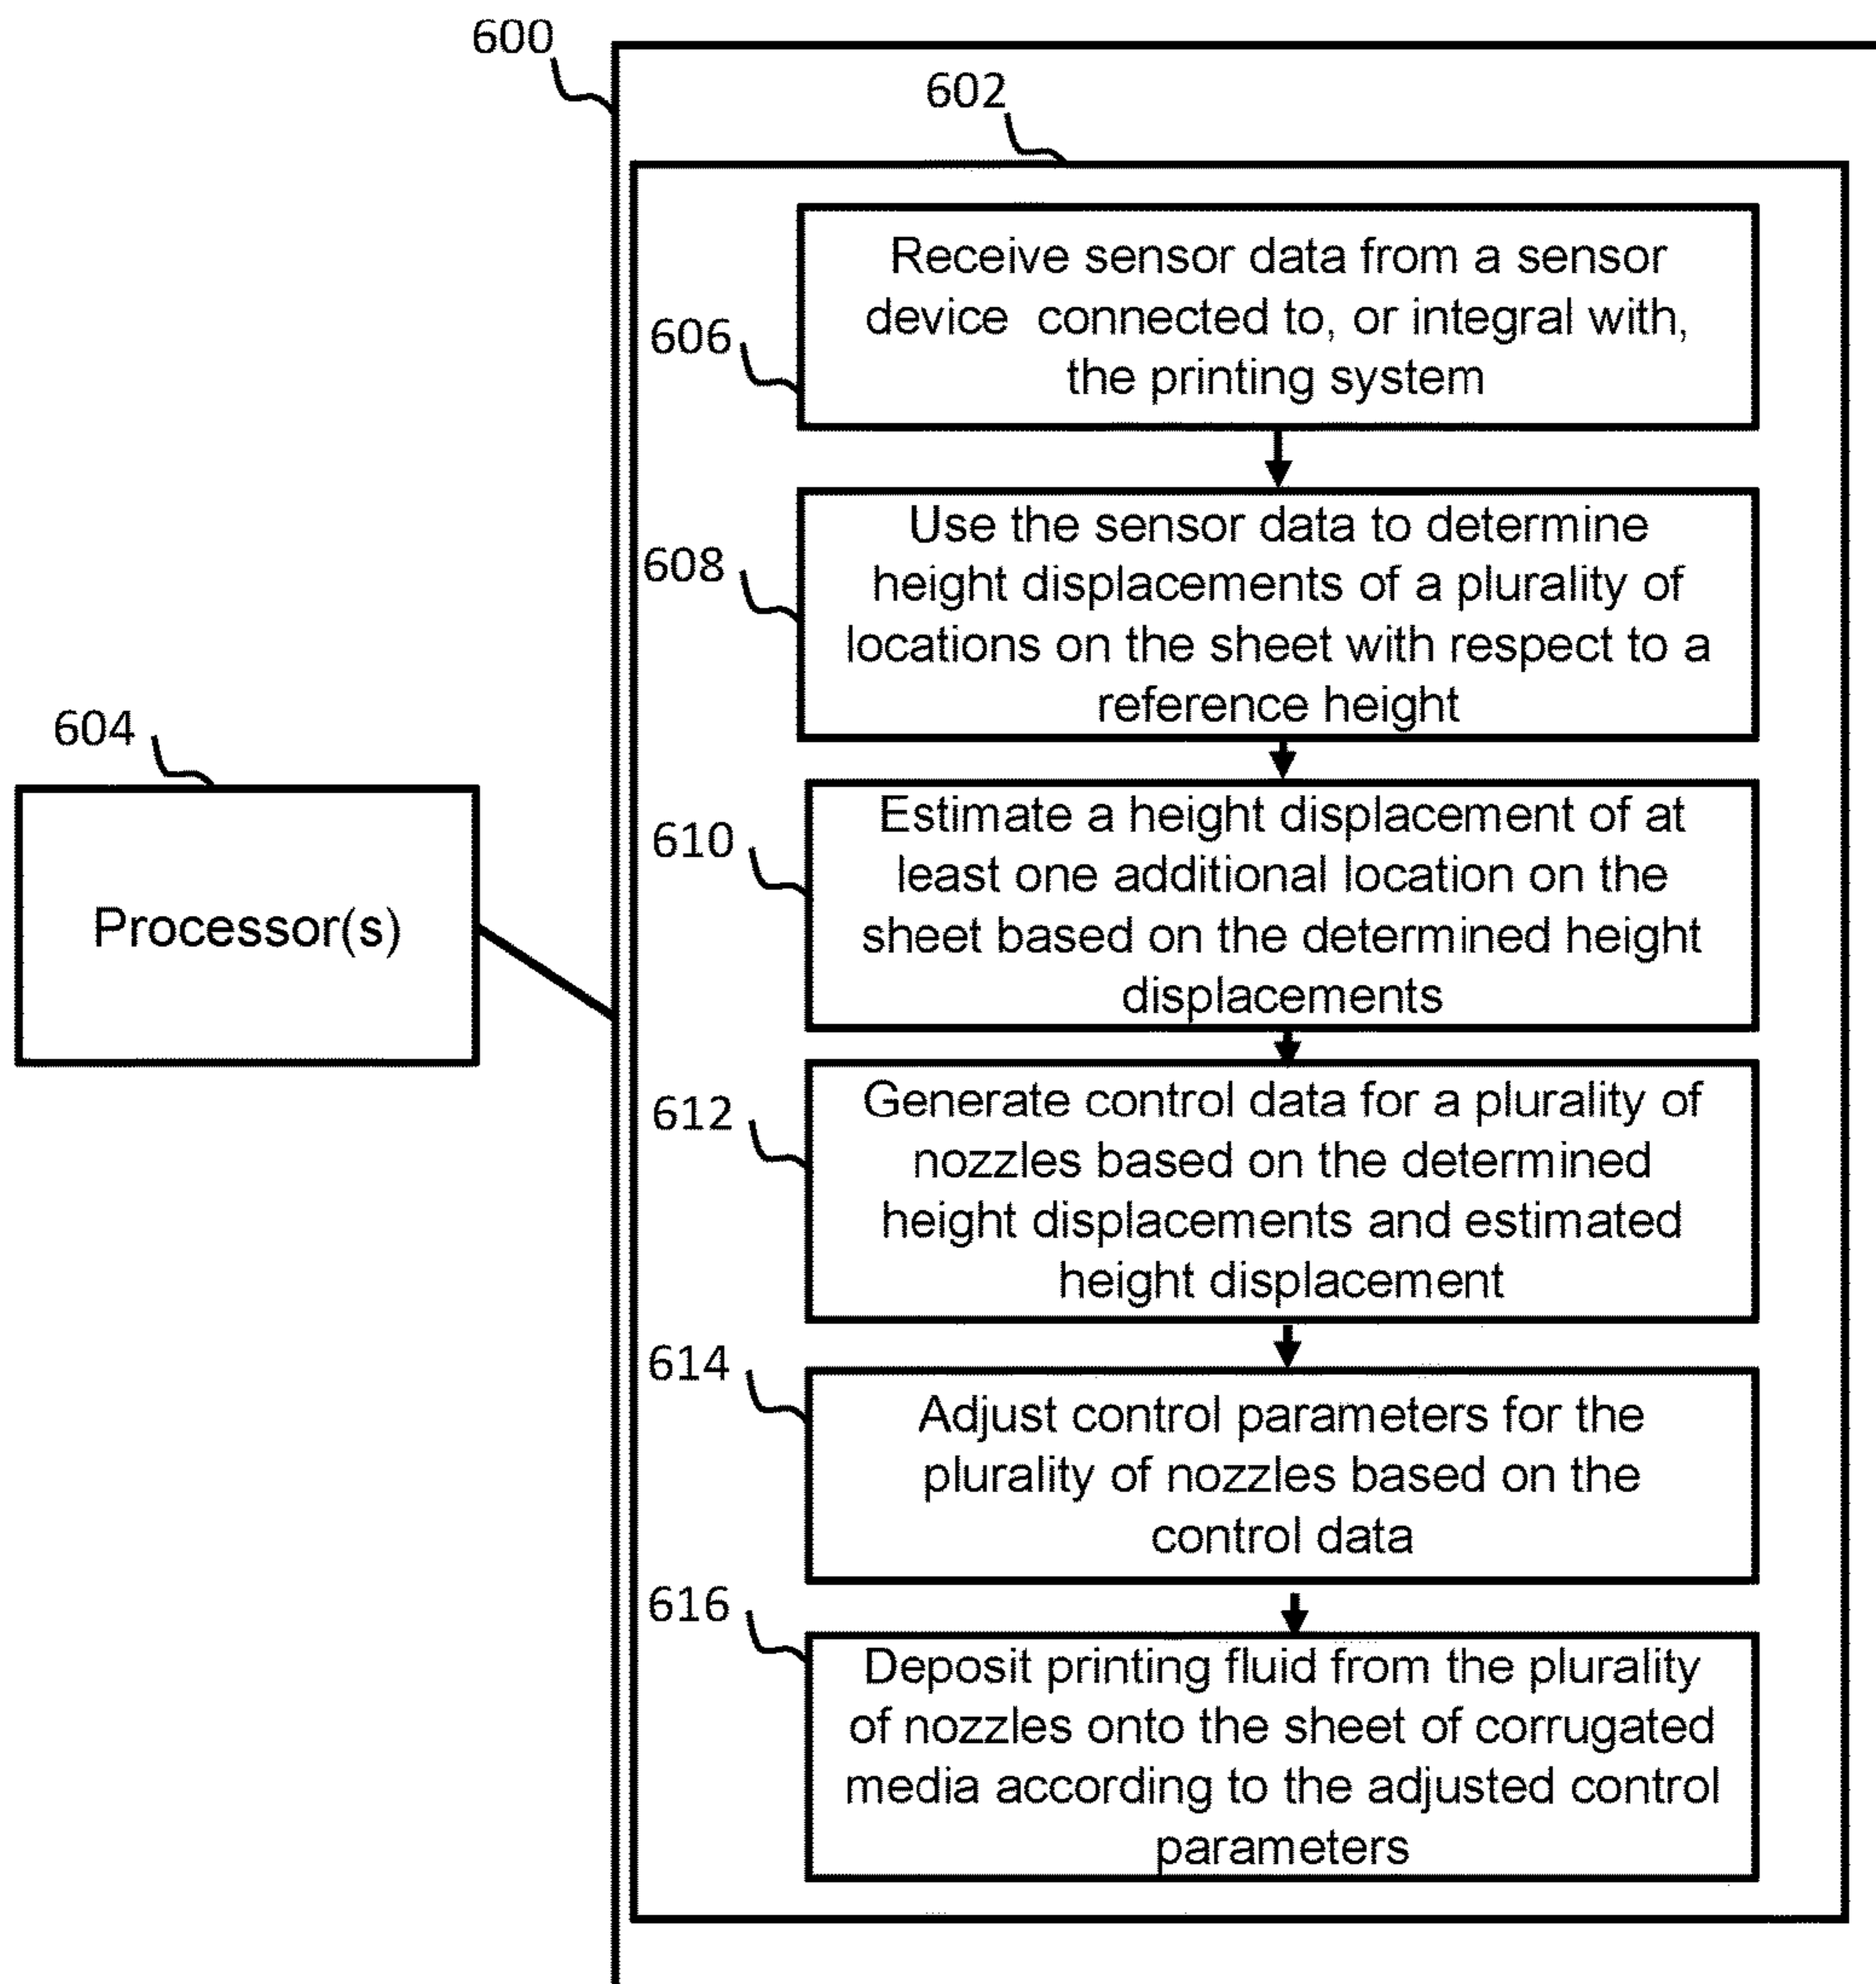 600
602
Receive sensor data from a sensor
device connected to, or integral with,
the printing system
606
Use the sensor data to determine
height displacements of a plurality of
locations on the sheet with respect to a
reference height
608
604
Processor(s)
Estimate a height displacement of at
least one additional location on the
sheet based on the determined height
displacements
610
Generate control data for a plurality of
nozzles based on the determined
height displacements and estimated
height displacement
612
614
Adjust control parameters for the
plurality of nozzles based on the
control data
616
Deposit printing fluid from the plurality
of nozzles onto the sheet of corrugated
media according to the adjusted control
parameters